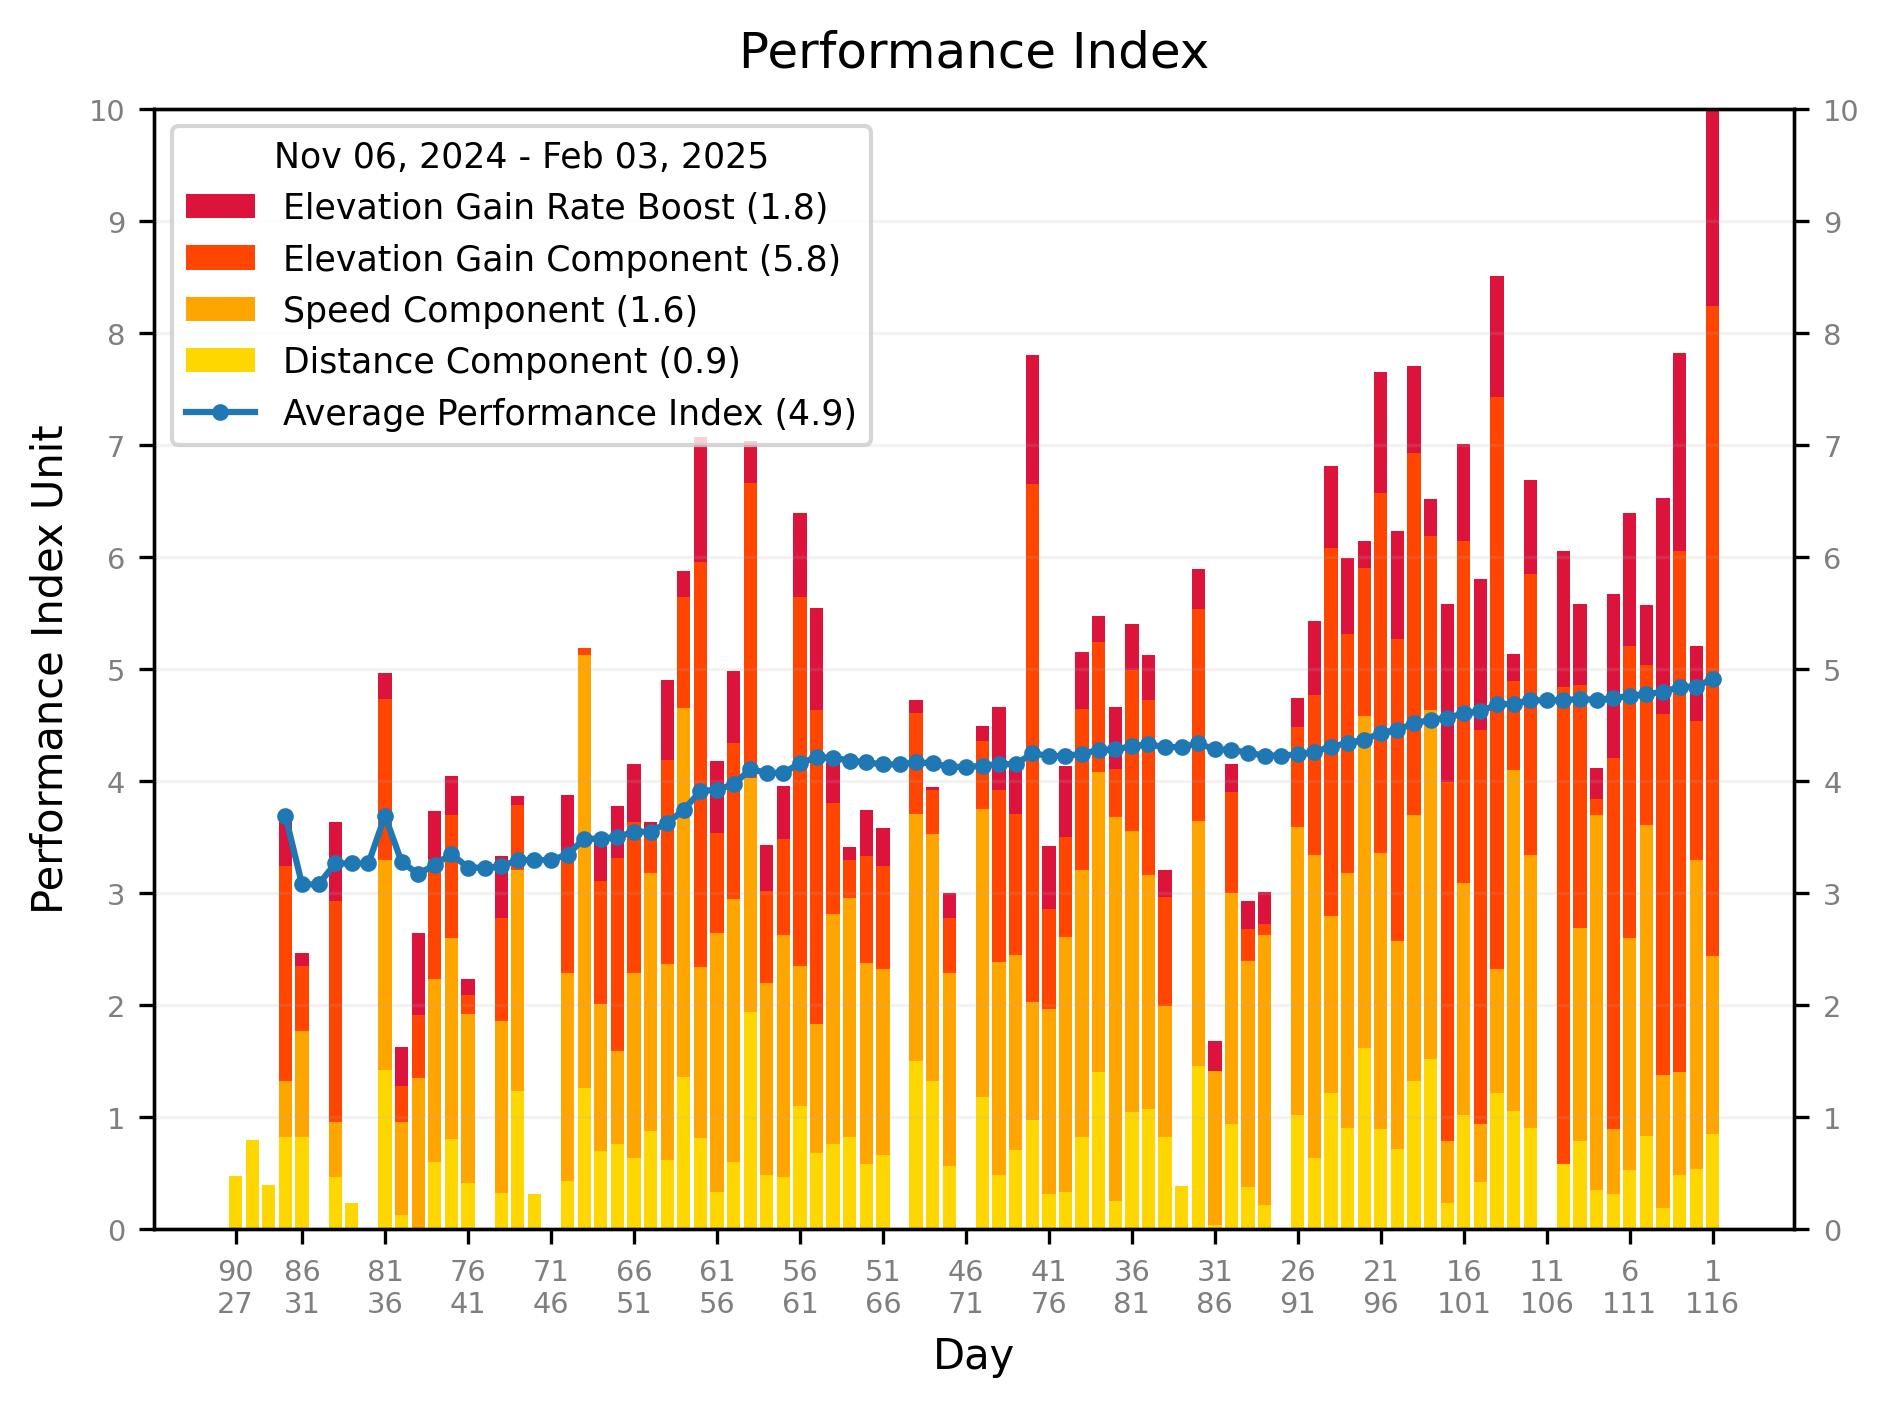 Performance Index
Nov 06, 2024 - Feb 03, 2025
Elevation Gain Rate Boost (1.8)
Elevation Gain Component (5.8)
Speed Component (1.6)
Distance Component (0.9)
Average Performance Index (4.9)
Performance Index Unit
10 10
9 9
8 8
7 7
6 6
5 5
4 4
3 3
2 2
1 1
0 0
90 86 81 76 71 66 61 56 51 46 41 36 31 26 21 16 11 6 1
27 31 36 41 46 51 56 61 66 71 76 81 86 91 96 101 106 111 116
Day